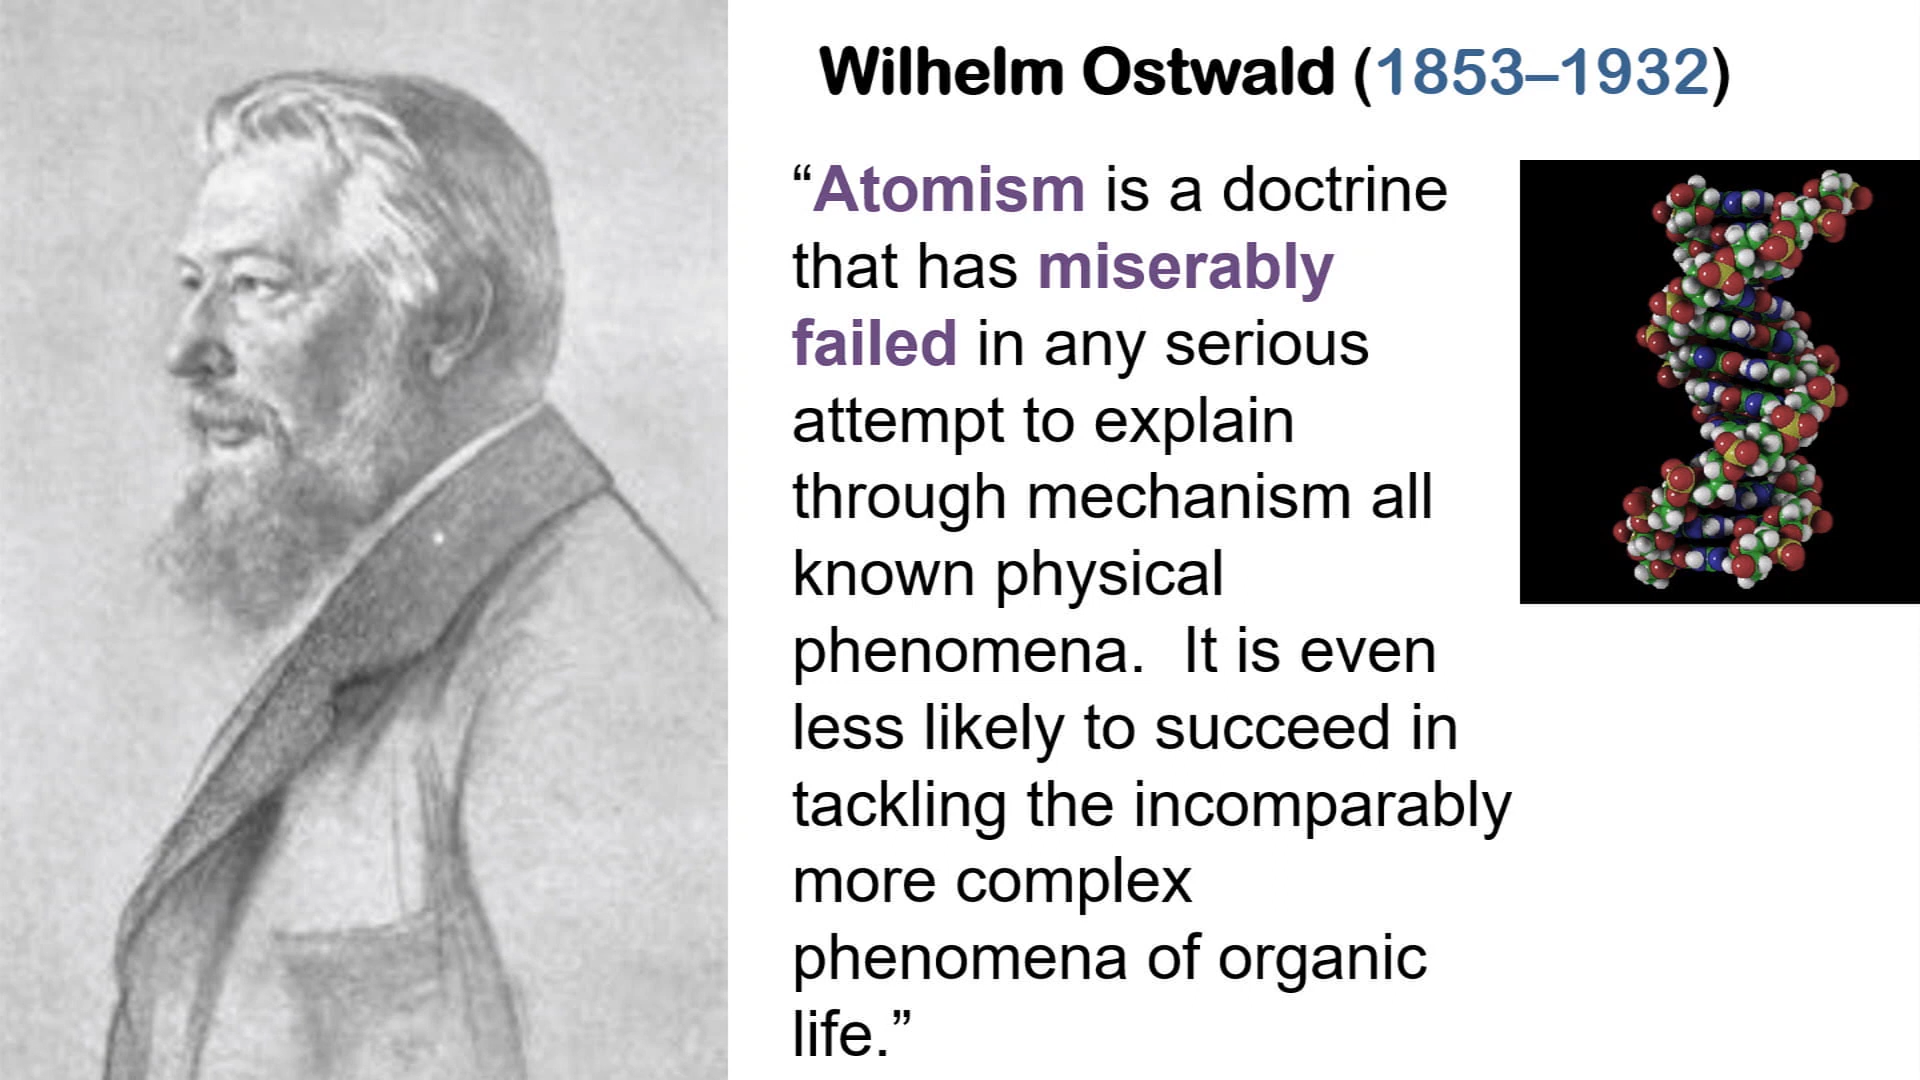 Wilhelm Ostwald (1853–1932)
“Atomism is a doctrine
that has miserably
failed in any serious
attempt to explain
through mechanism all
known physical
phenomena.  It is even
less likely to succeed in
tackling the incomparably
more complex
phenomena of organic
life.”